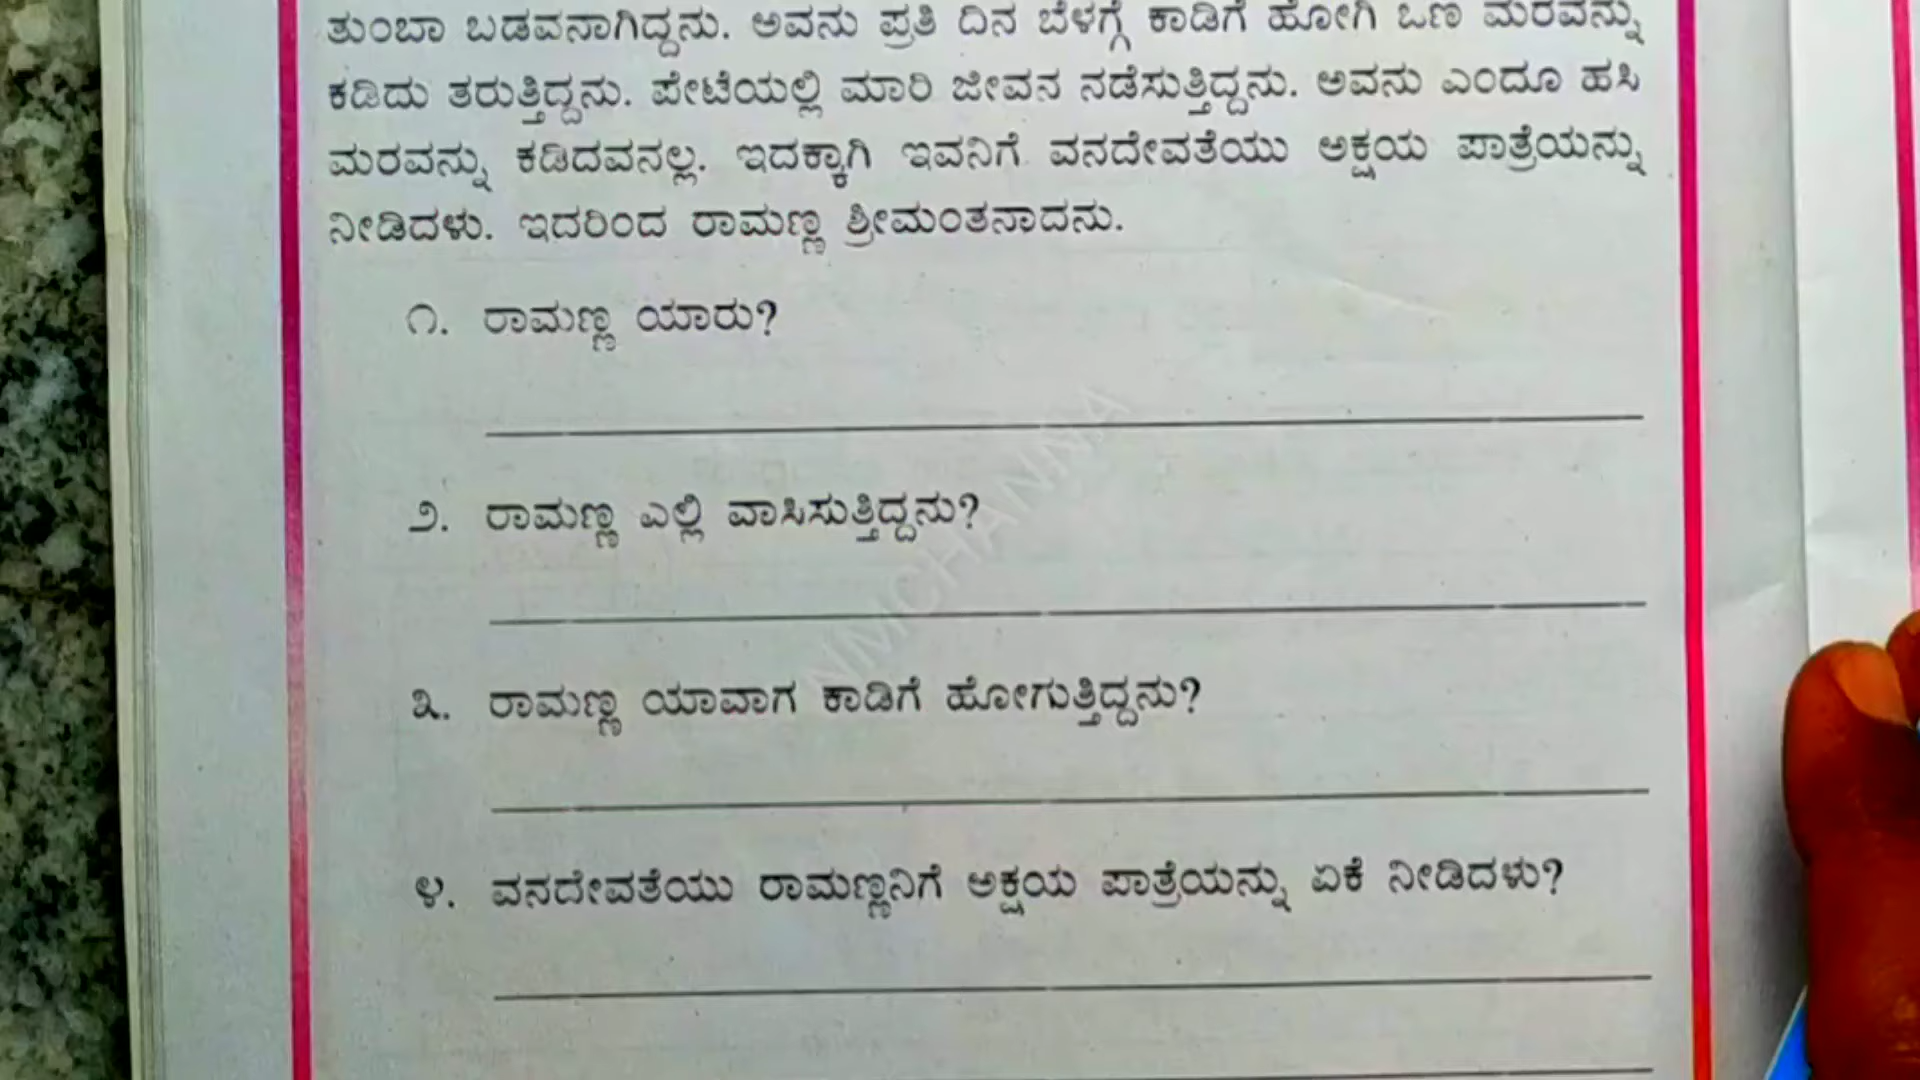 ತುಂಬಾ ಬಡವನಾಗಿದ್ದನು. ಅವನು ಪ್ರತಿ ದಿನ ಬೆಳಗ್ಗೆ ಕಾಡಿಗೆ ಹೋಗಿ ಒಣ ಮರವನ್ನು
ಕಡಿದು ತರುತ್ತಿದ್ದನು. ಪೇಟೆಯಲ್ಲಿ ಮಾರಿ ಜೀವನ ನಡೆಸುತ್ತಿದ್ದನು. ಅವನು ಎಂದೂ ಹಸಿ
ಮರವನ್ನು ಕಡಿದವನಲ್ಲ. ಇದಕ್ಕಾಗಿ ಇವನಿಗೆ ವನದೇವತೆಯು ಅಕ್ಷಯ ಪಾತ್ರೆಯನ್ನು
ನೀಡಿದಳು. ಇದರಿಂದ ರಾಮಣ್ಣ ಶ್ರೀಮಂತನಾದನು.
೧. ರಾಮಣ್ಣ ಯಾರು?
೨. ರಾಮಣ್ಣ ಎಲ್ಲಿ ವಾಸಿಸುತ್ತಿದ್ದನು?
೩. ರಾಮಣ್ಣ ಯಾವಾಗ ಕಾಡಿಗೆ ಹೋಗುತ್ತಿದ್ದನು?
೪. ವನದೇವತೆಯು ರಾಮಣ್ಣನಿಗೆ ಅಕ್ಷಯ ಪಾತ್ರೆಯನ್ನು ಏಕೆ ನೀಡಿದಳು?